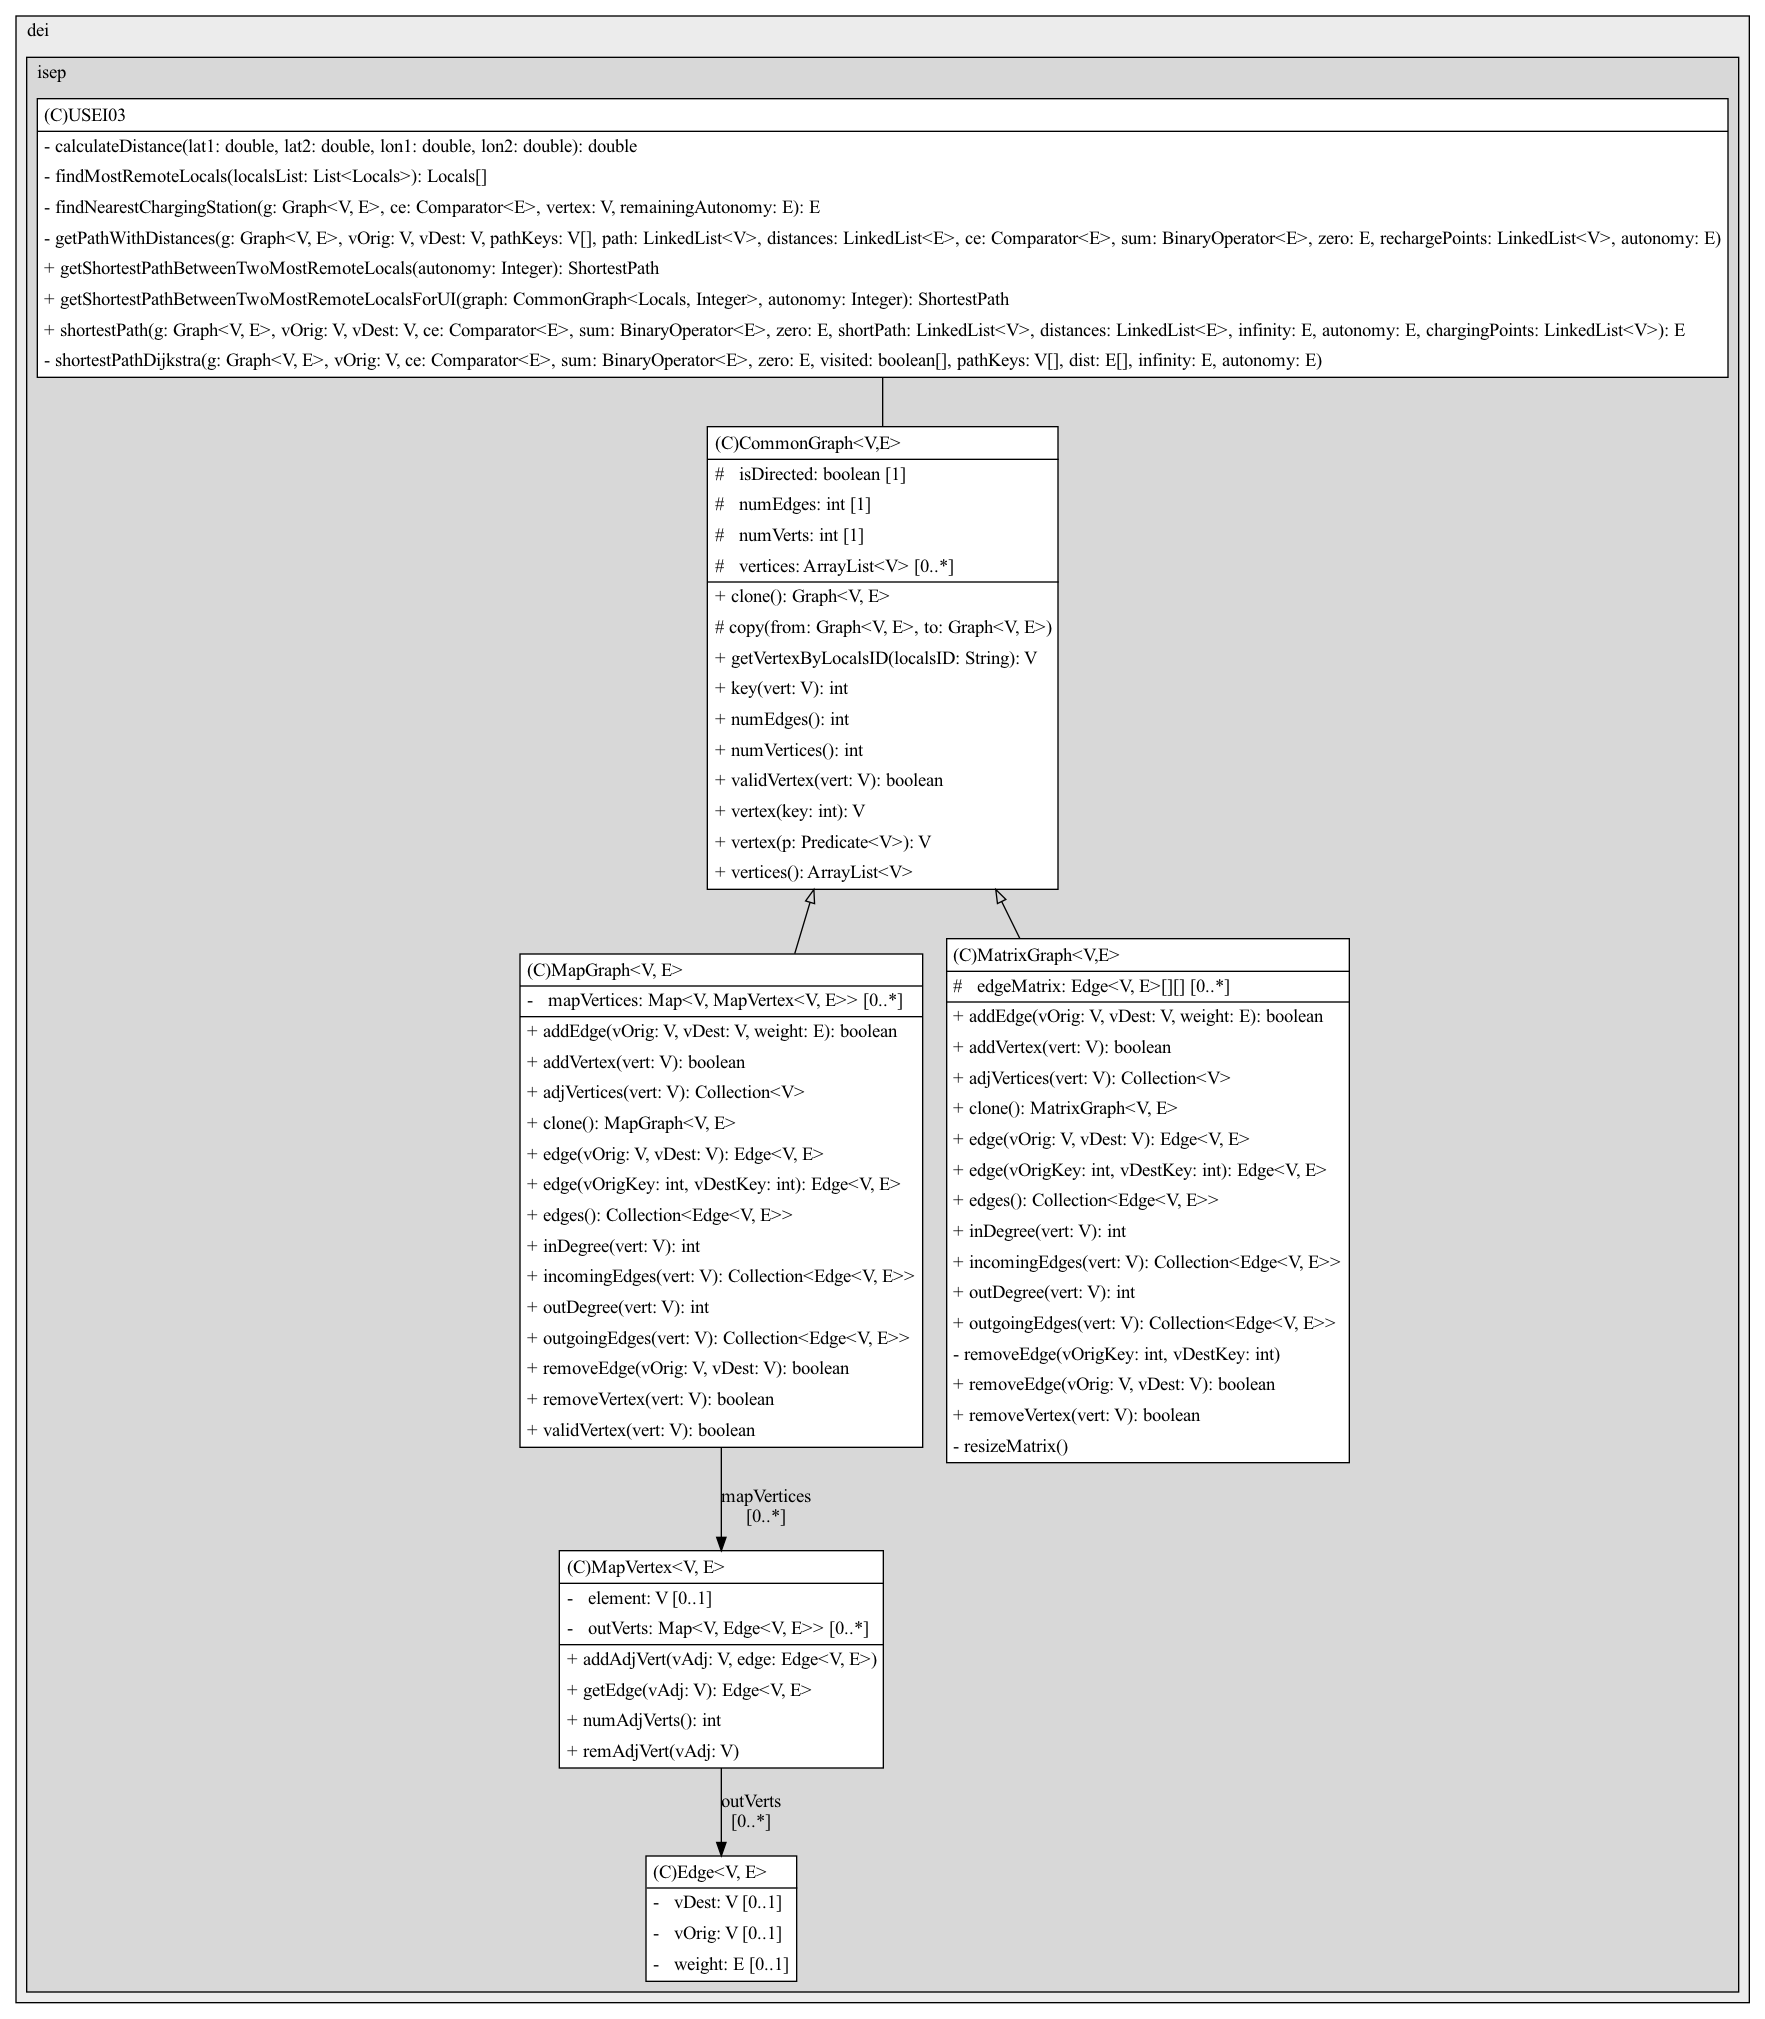 dei
isep
(C)USEI03
- calculateDistance(lat1: double, lat2: double, lon1: double, lon2: double): double
- findMostRemoteLocals(localsList: List<Locals>): Locals[]
- findNearestChargingStation(g: Graph<V, E>, ce: Comparator<E>, vertex: V, remainingAutonomy: E): E
- getPathWithDistances(g: Graph<V, E>, vOrig: V, vDest: V, pathKeys: V[], path: LinkedList<V>, distances: LinkedList<E>, ce: Comparator<E>, sum: BinaryOperator<E>, zero: E, rechargePoints: LinkedList<V>, autonomy: E)
+ getShortestPathBetweenTwoMostRemoteLocals(autonomy: Integer): ShortestPath
+ getShortestPathBetweenTwoMostRemoteLocalsForUI(graph: CommonGraph<Locals, Integer>, autonomy: Integer): ShortestPath
+ shortestPath(g: Graph<V, E>, vOrig: V, vDest: V, ce: Comparator<E>, sum: BinaryOperator<E>, zero: E, shortPath: LinkedList<V>, distances: LinkedList<E>, infinity: E, autonomy: E, chargingPoints: LinkedList<V>): E
- shortestPathDijkstra(g: Graph<V, E>, vOrig: V, ce: Comparator<E>, sum: BinaryOperator<E>, zero: E, visited: boolean[], pathKeys: V[], dist: E[], infinity: E, autonomy: E)
(C)CommonGraph<V,E>
# isDirected: boolean [1]
# numEdges: int [1]
# numVerts: int [1]
# vertices: ArrayList<V> [0..*]
+ clone(): Graph<V, E>
# copy(from: Graph<V, E>, to: Graph<V, E>)
+ getVertexByLocalsID(localsID: String): V
+ key(vert: V): int
+ numEdges(): int
+ numVertices(): int
+ validVertex(vert: V): boolean
+ vertex(key: int): V
+ vertex(p: Predicate<V>): V
+ vertices(): ArrayList<V>
(C)MapGraph<V, E>
- mapVertices: Map<V, MapVertex<V, E>> [0..*]
+ addEdge(vOrig: V, vDest: V, weight: E): boolean
+ addVertex(vert: V): boolean
+ adjVertices(vert: V): Collection<V>
+ clone(): MapGraph<V, E>
+ edge(vOrig: V, vDest: V): Edge<V, E>
+ edge(vOrigKey: int, vDestKey: int): Edge<V, E>
+ edges(): Collection<Edge<V, E>>
+ inDegree(vert: V): int
+ incomingEdges(vert: V): Collection<Edge<V, E>>
+ outDegree(vert: V): int
+ outgoingEdges(vert: V): Collection<Edge<V, E>>
+ removeEdge(vOrig: V, vDest: V): boolean
+ removeVertex(vert: V): boolean
+ validVertex(vert: V): boolean
(C)MatrixGraph<V,E>
# edgeMatrix: Edge<V, E>[][] [0..*]
+ addEdge(vOrig: V, vDest: V, weight: E): boolean
+ addVertex(vert: V): boolean
+ adjVertices(vert: V): Collection<V>
+ clone(): MatrixGraph<V, E>
+ edge(vOrig: V, vDest: V): Edge<V, E>
+ edge(vOrigKey: int, vDestKey: int): Edge<V, E>
+ edges(): Collection<Edge<V, E>>
+ inDegree(vert: V): int
+ incomingEdges(vert: V): Collection<Edge<V, E>>
+ outDegree(vert: V): int
+ outgoingEdges(vert: V): Collection<Edge<V, E>>
- removeEdge(vOrigKey: int, vDestKey: int)
+ removeEdge(vOrig: V, vDest: V): boolean
+ removeVertex(vert: V): boolean
- resizeMatrix()
mapVertices
[0..*]
(C)MapVertex<V, E>
- element: V [0..1]
- outVerts: Map<V, Edge<V, E>> [0..*]
+ addAdjVert(vAdj: V, edge: Edge<V, E>)
+ getEdge(vAdj: V): Edge<V, E>
+ numAdjVerts(): int
+ remAdjVert(vAdj: V)
outVerts
[0..*]
(C)Edge<V, E>
- vDest: V [0..1]
- vOrig: V [0..1]
- weight: E [0..1]